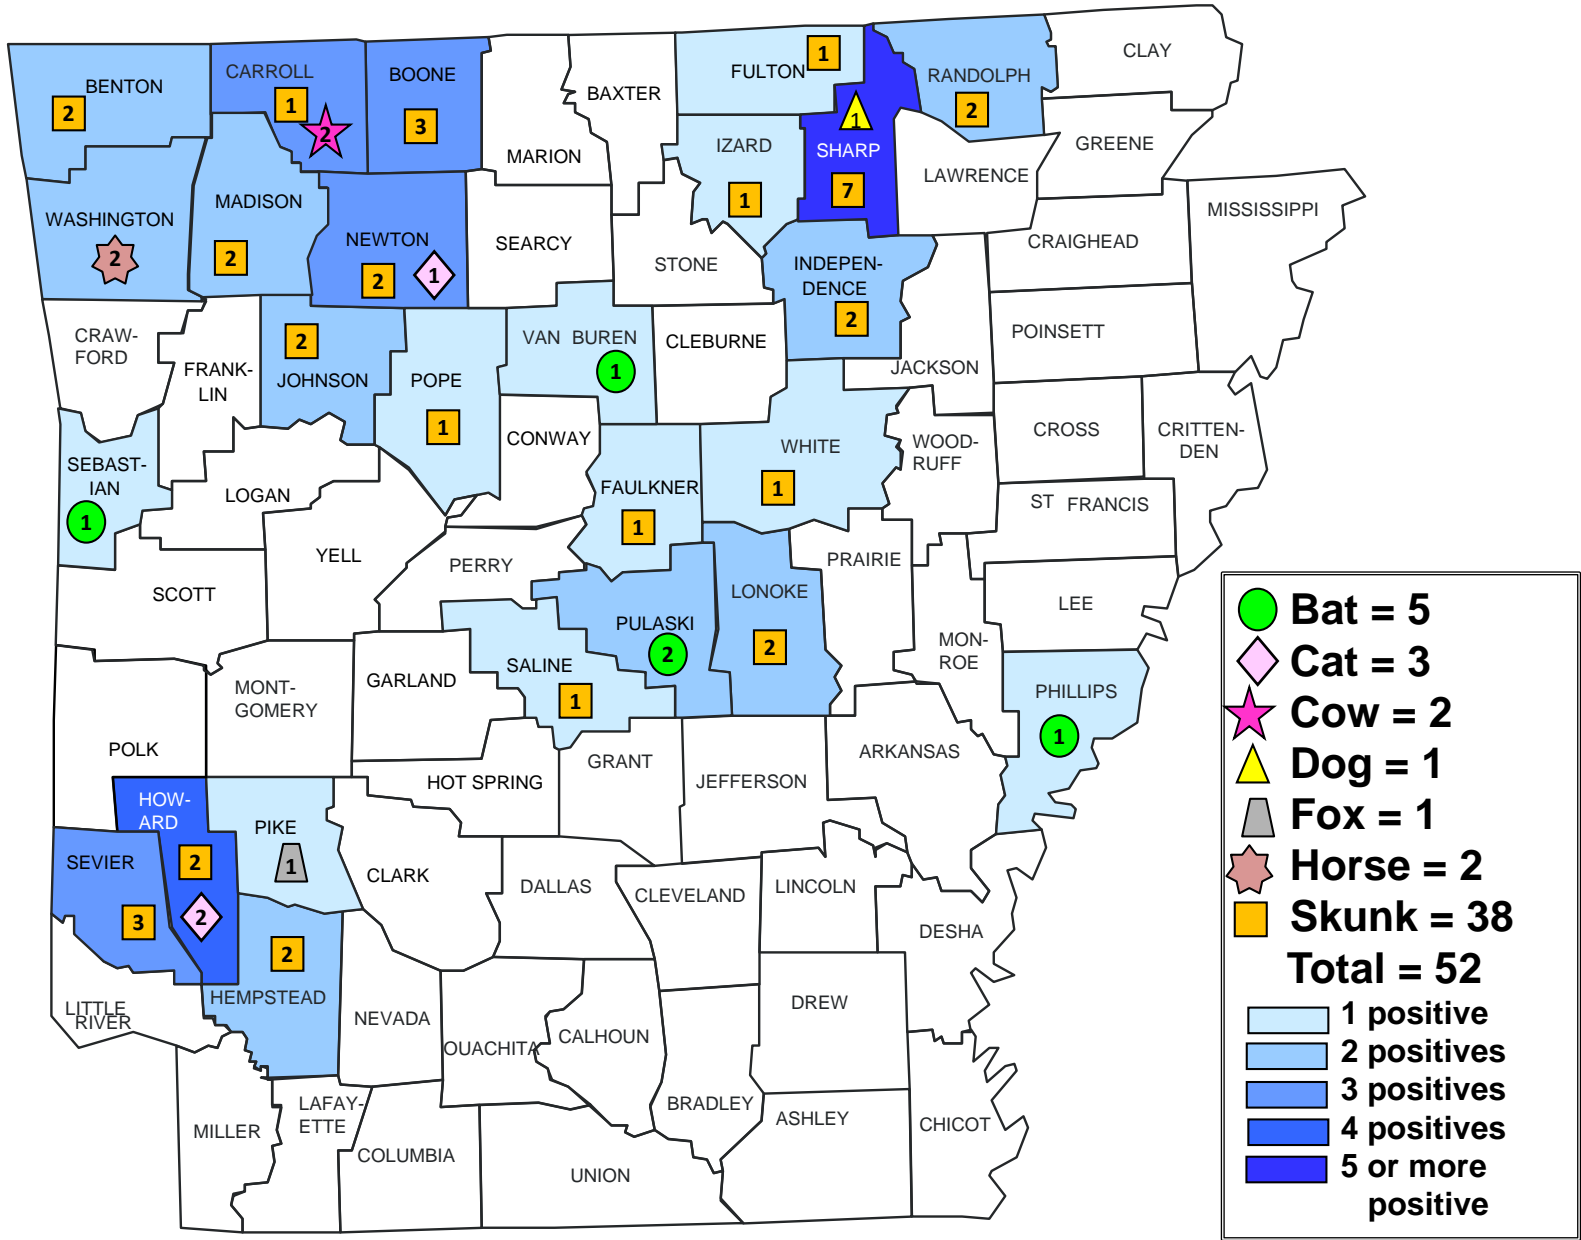 CLAY
BENTON
2
CARROLL
1
2
BOONE
3
MARION
BAXTER
FULTON
1
RANDOLPH
2
GREENE
IZARD
1
1
SHARP
7
LAWRENCE
MISSISSIPPI
WASHINGTON
2
MADISON
2
NEWTON
2
1
SEARCY
STONE
INDEPEN-
DENCE
2
CRAIGHEAD
CRAW-
FORD
FRANK-
LIN
2
JOHNSON
POPE
1
VAN BUREN
1
CLEBURNE
JACKSON
POINSETT
SEBAST-
IAN
1
LOGAN
CONWAY
FAULKNER
1
WHITE
1
WOOD-
RUFF
CROSS
CRITTEN-
DEN
ST FRANCIS
SCOTT
YELL
PERRY
PULASKI
2
LONOKE
2
PRAIRIE
LEE
MON-
ROE
PHILLIPS
1
POLK
MONT-
GOMERY
GARLAND
SALINE
1
HOT SPRING
GRANT
JEFFERSON
ARKANSAS
HOW-
ARD
2
2
SEVIER
3
PIKE
1
CLARK
DALLAS
CLEVELAND
LINCOLN
DESHA
LITTLE
RIVER
2
HEMPSTEAD
NEVADA
OUACHITA
CALHOUN
DREW
BRADLEY
MILLER
LAFAY-
ETTE
COLUMBIA
UNION
ASHLEY
CHICOT
Bat = 5
Cat = 3
Cow = 2
Dog = 1
Fox = 1
Horse = 2
Skunk = 38
Total = 52
1 positive
2 positives
3 positives
4 positives
5 or more
positive